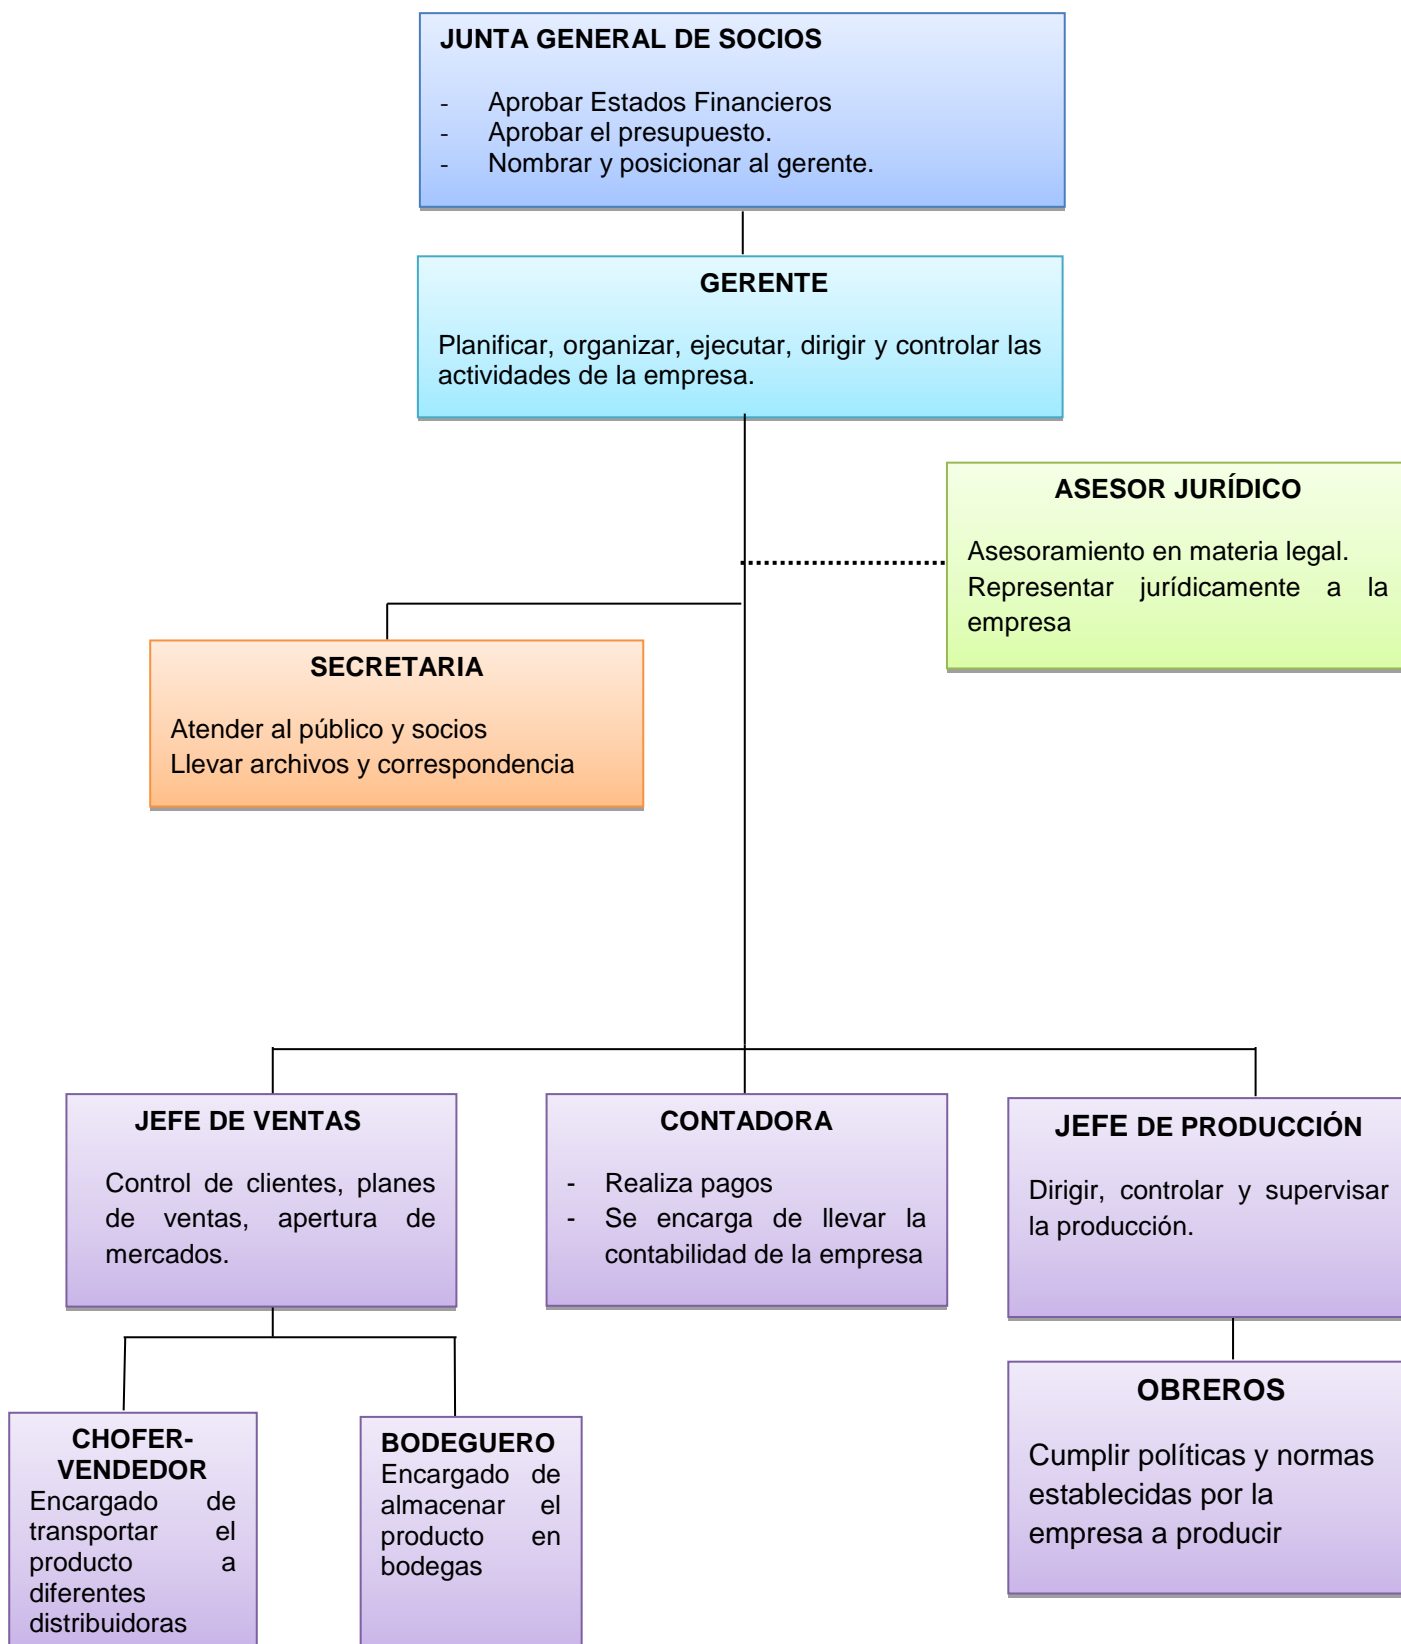 JUNTA GENERAL DE SOCIOS
- Aprobar Estados Financieros
- Aprobar el presupuesto.
- Nombrar y posicionar al gerente.
GERENTE
Planificar, organizar, ejecutar, dirigir y controlar las
actividades de la empresa.
ASESOR JURÍDICO
Asesoramiento en materia legal.
Representar jurídicamente a la
empresa
SECRETARIA
Atender al público y socios
Llevar archivos y correspondencia
JEFE DE VENTAS
Control de clientes, planes
de ventas, apertura de
mercados.
CONTADORA
- Realiza pagos
- Se encarga de llevar la
contabilidad de la empresa
JEFE DE PRODUCCIÓN
Dirigir, controlar y supervisar
la producción.
CHOFER-
VENDEDOR
Encargado de
transportar el
producto a
diferentes
distribuidoras
BODEGUERO
Encargado de
almacenar el
producto en
bodegas
OBREROS
Cumplir políticas y normas
establecidas por la
empresa a producir